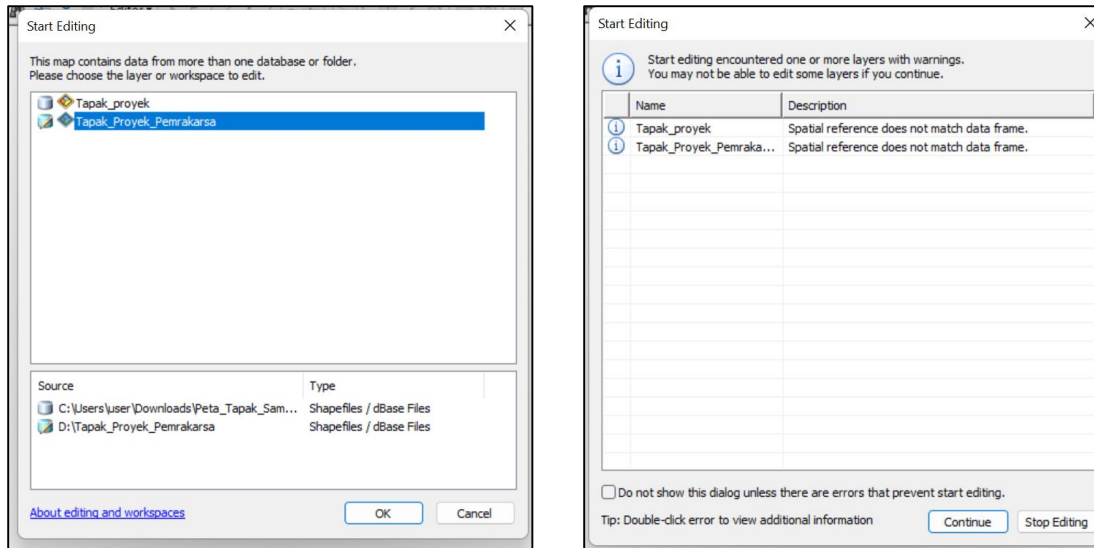 Start Editing
This map contains data from more than one database or folder.
Please choose the layer or workspace to edit.
Tapak_proyek
Tapak_Proyek_Pemrakarsa
Source Type
C:\Users\user\Downloads\Peta_Tapak_Sam... Shapefiles / dBase Files
D:\Tapak_Proyek_Pemrakarsa Shapefiles / dBase Files
About editing and workspaces OK Cancel
Start Editing
Start editing encountered one or more layers with warnings.
You may not be able to edit some layers if you continue.
Name Description
Tapak_proyek Spatial reference does not match data frame.
Tapak_Proyek_Pemraka... Spatial reference does not match data frame.
Do not show this dialog unless there are errors that prevent start editing.
Tip: Double-click error to view additional information Continue Stop Editing